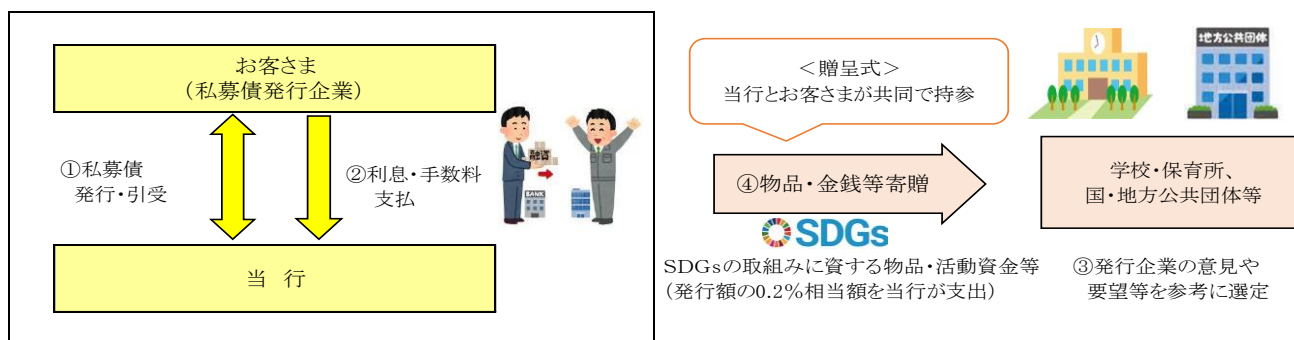 お客さま
（私募債発行企業）
①私募債
発行・引受
②利息・手数料
支払
融資
BANK
当 行
＜贈呈式＞
当行とお客さまが共同で持参
④物品・金銭等寄贈
SDGs
SDGsの取組みに資する物品・活動資金等
（発行額の0.2％相当額を当行が支出）
地方公共団体
学校・保育所、
国・地方公共団体等
③発行企業の意見や
要望等を参考に選定